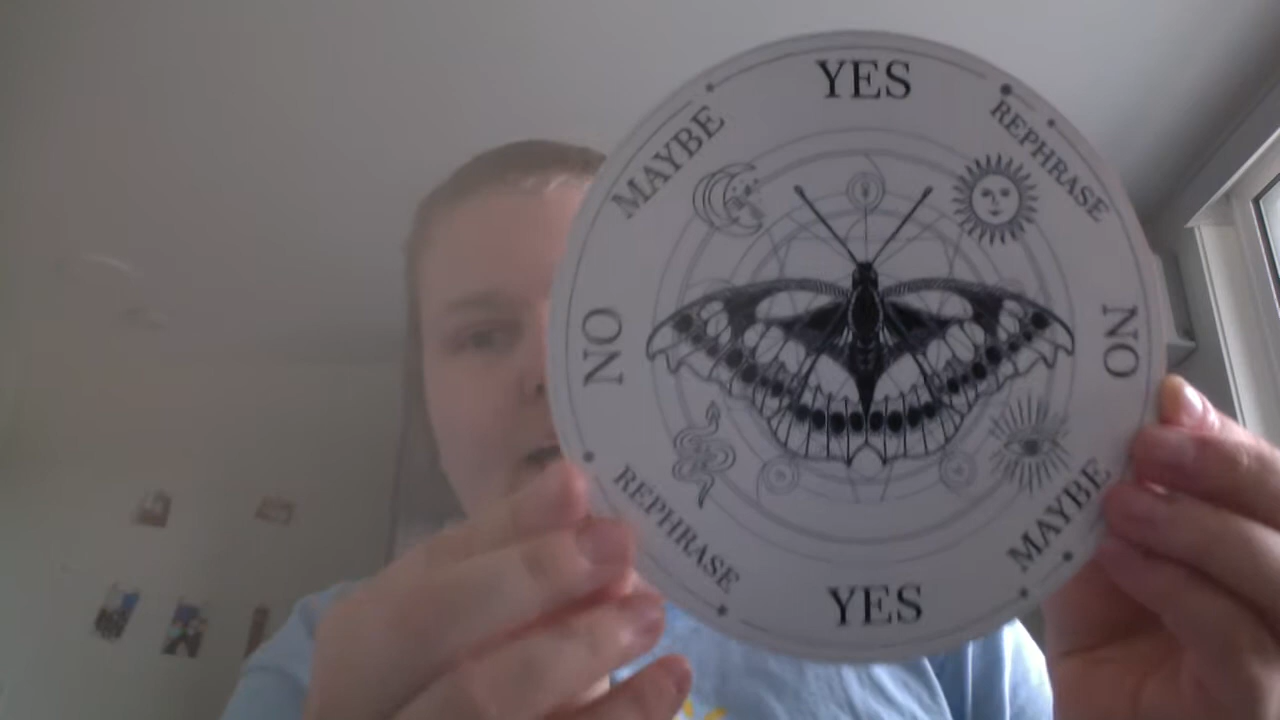 YES
MAYBE
REPHRASE
NO
NO
REPHRASE
MAYBE
YES